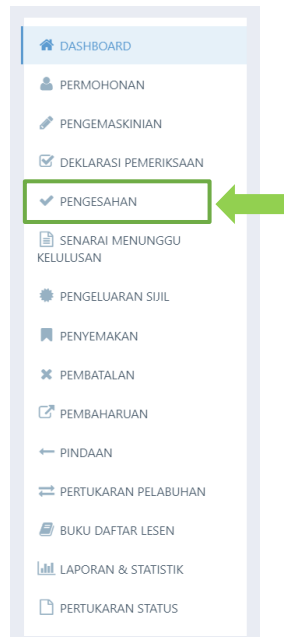 DASHBOARD
PERMOHONAN
PENGEMASKINIAN
DEKLARASI PEMERIKSAAN
PENGESAHAN
SENARAI MENUNGGU
KELULUSAN
PENGELUARAN SIJIL
PENYEMAKAN
PEMBATALAN
PEMBAHARUAN
PINDAAN
PERTUKARAN PELABUHAN
BUKU DAFTAR LESEN
LAPORAN & STATISTIK
PERTUKARAN STATUS